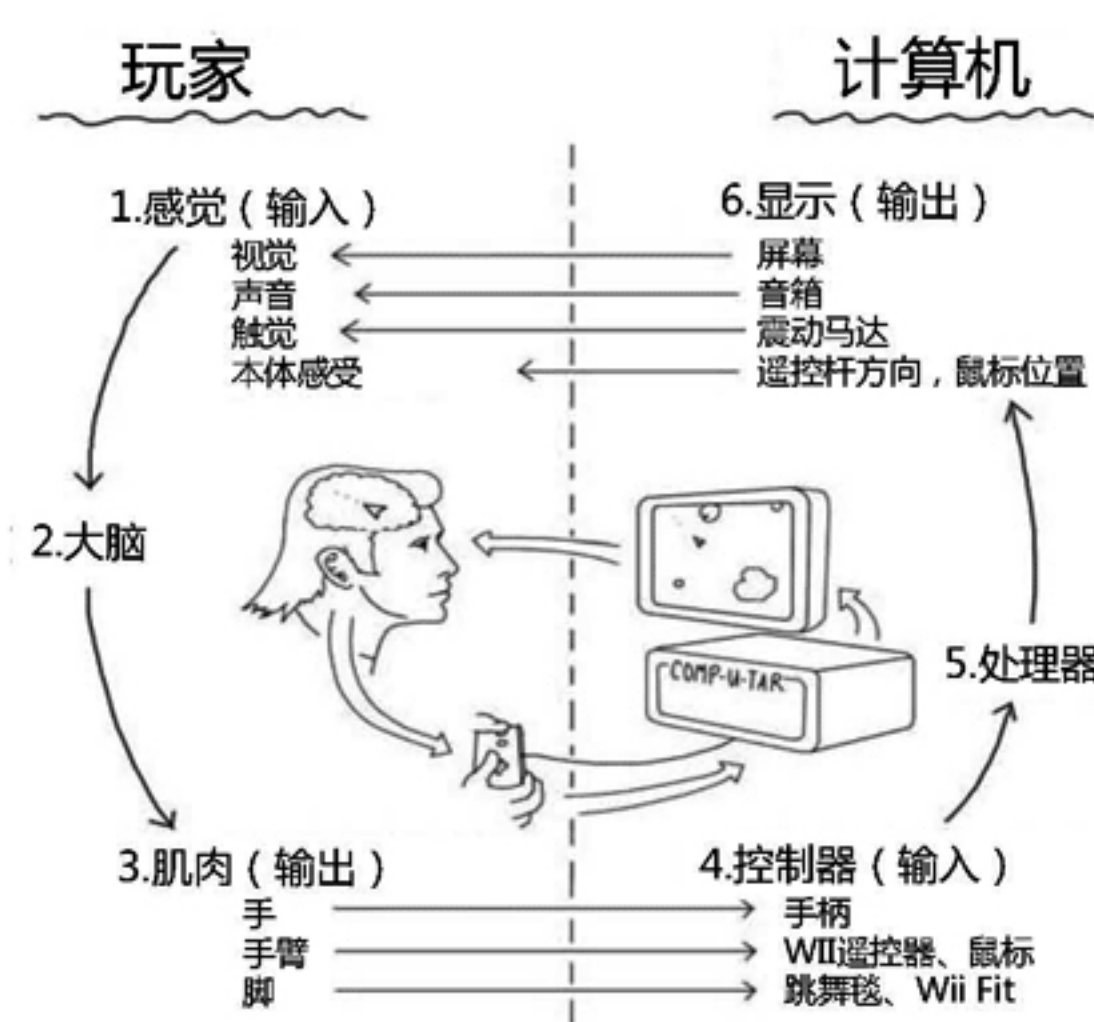 玩家
计算机
1.感觉（输入）
6.显示（输出）
视觉
屏幕
声音
音箱
触觉
震动马达
本体感受
遥控杆方向，鼠标位置
2.大脑
COMP-U-TAR
5.处理器
3.肌肉（输出）
4.控制器（输入）
手
手柄
手臂
WII遥控器、鼠标
脚
跳舞毯、Wii Fit